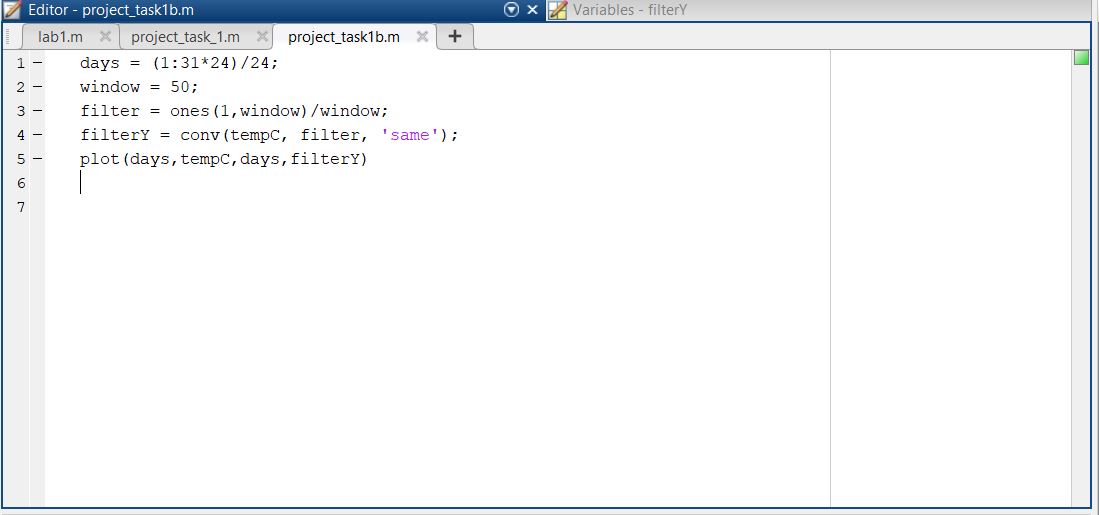 Editor - project_task1b.m
Variables - filterY
lab1.m
project_task_1.m
project_task1b.m
1 days = (1:31*24)/24;
2 window = 50;
3 filter = ones(1,window)/window;
4 filterY = conv(tempC, filter, 'same');
5 plot(days,tempC,days,filterY)
6
7